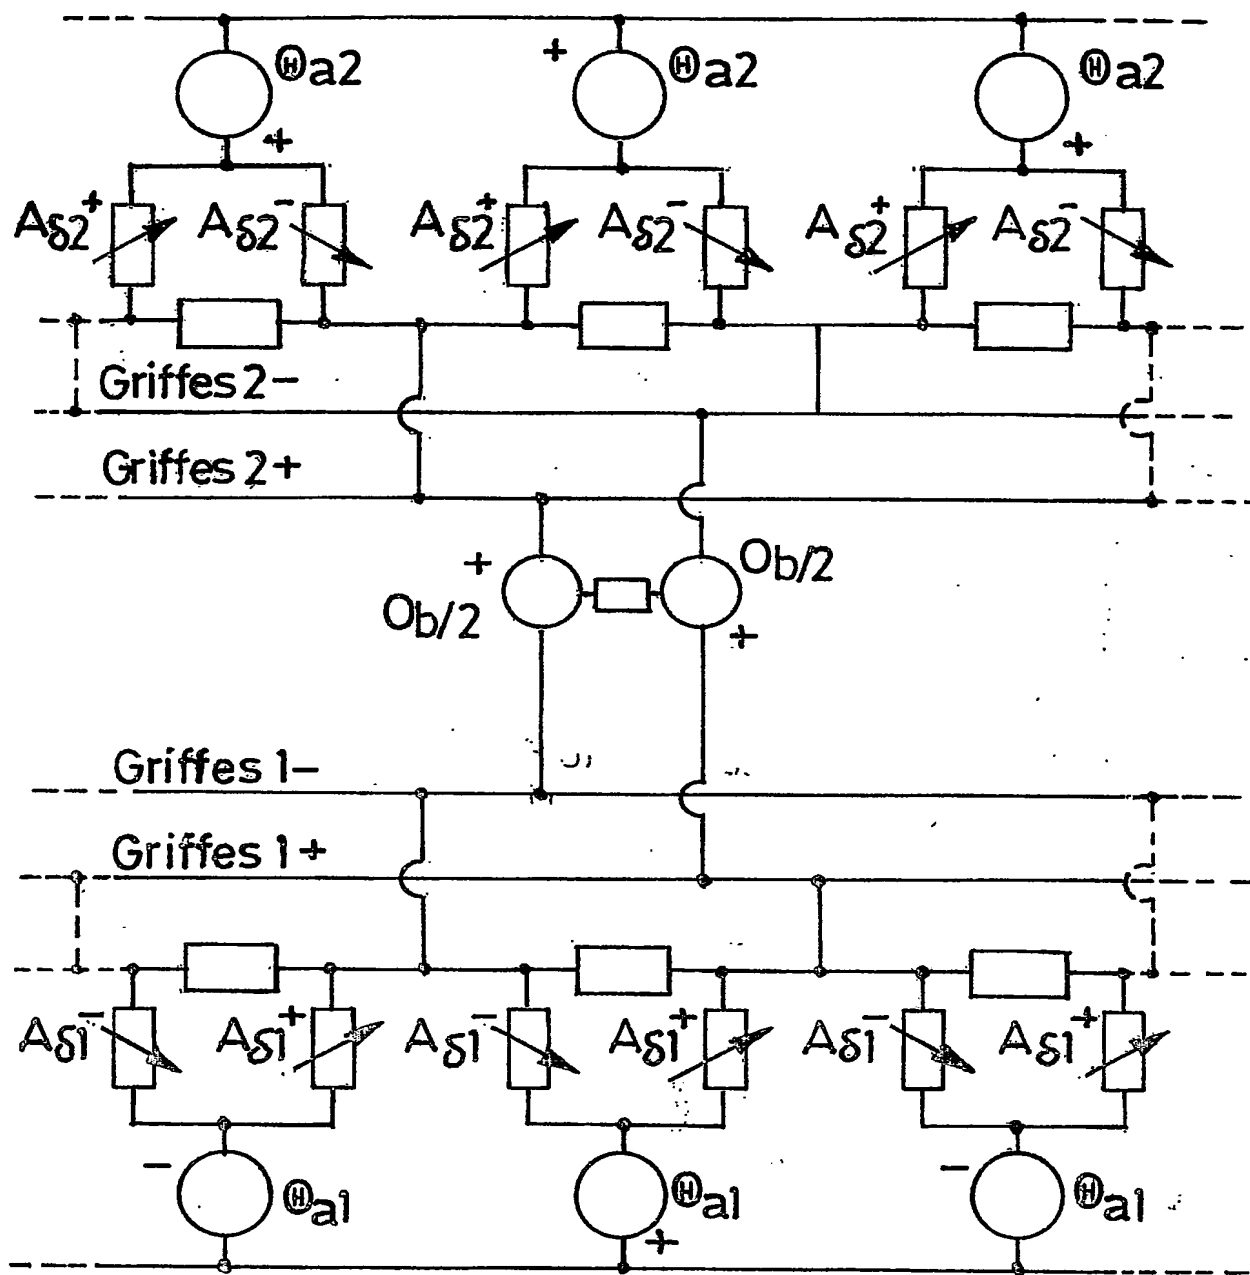 Θa2
+ Θa2
Θa2
+
+
Aδ2+ Aδ2- Aδ2+ Aδ2- Aδ2+ Aδ2-
Griffes 2-
Griffes 2+
+
Ob/2
Ob/2
+
Griffes 1-
Griffes 1+
Aδ1- Aδ1+ Aδ1- Aδ1+ Aδ1- Aδ1+
- Θa1
Θa1
+
- Θa1